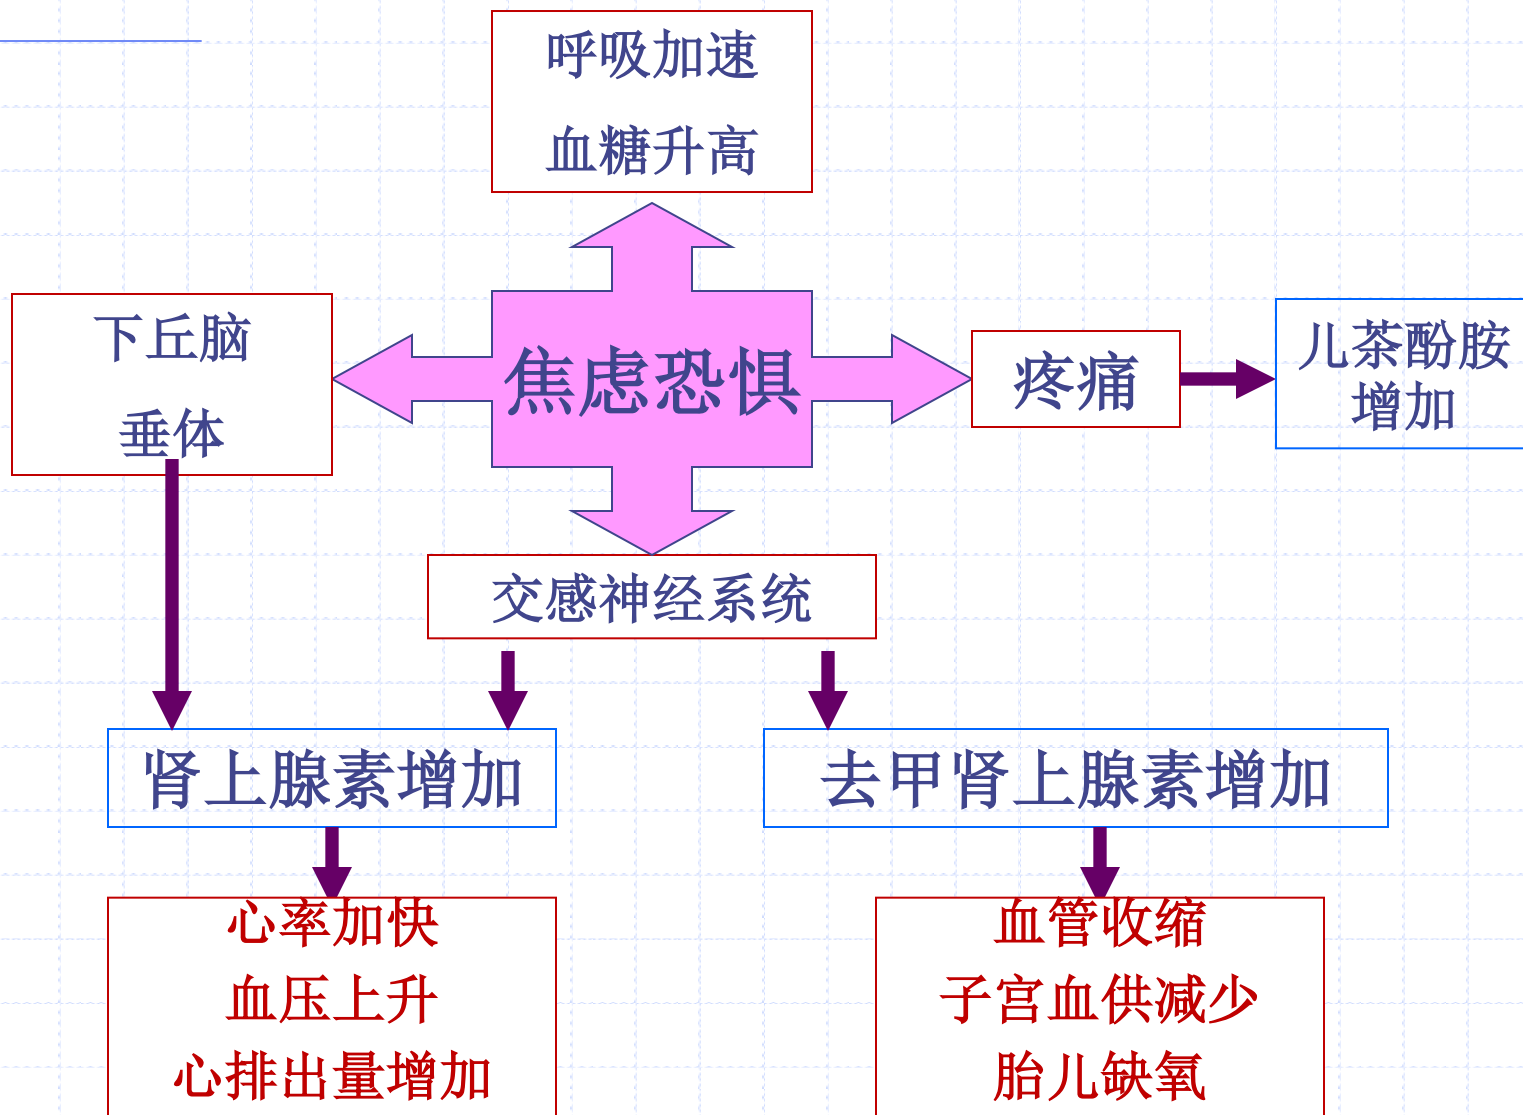 呼吸加速
血糖升高
下丘脑
垂体
焦虑恐惧
疼痛
儿茶酚胺
增加
交感神经系统
肾上腺素增加
去甲肾上腺素增加
心率加快
血压上升
心排出量增加
血管收缩
子宫血供减少
胎儿缺氧